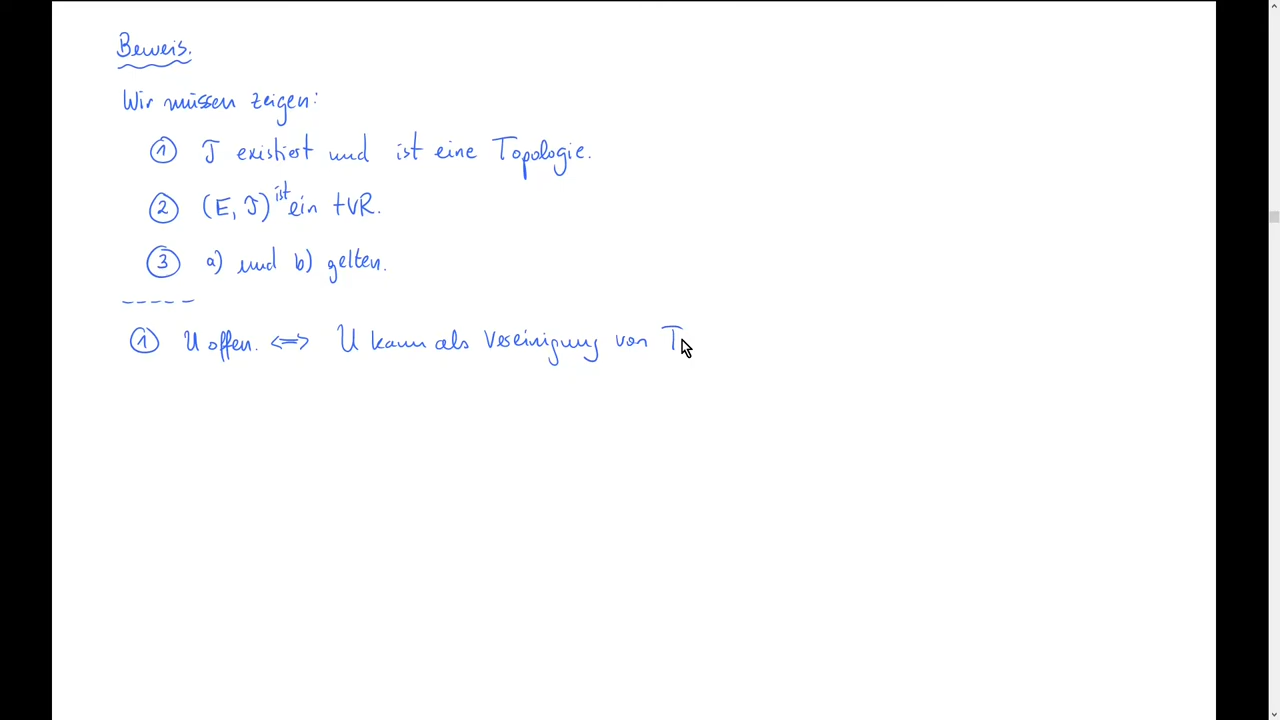 Beweis.
Wir müssen zeigen:
① T existiert und ist eine Topologie.
② (E, T) ist ein tVR.
③ a) und b) gelten.
① U offen. <=> U kann als Vereinigung von T